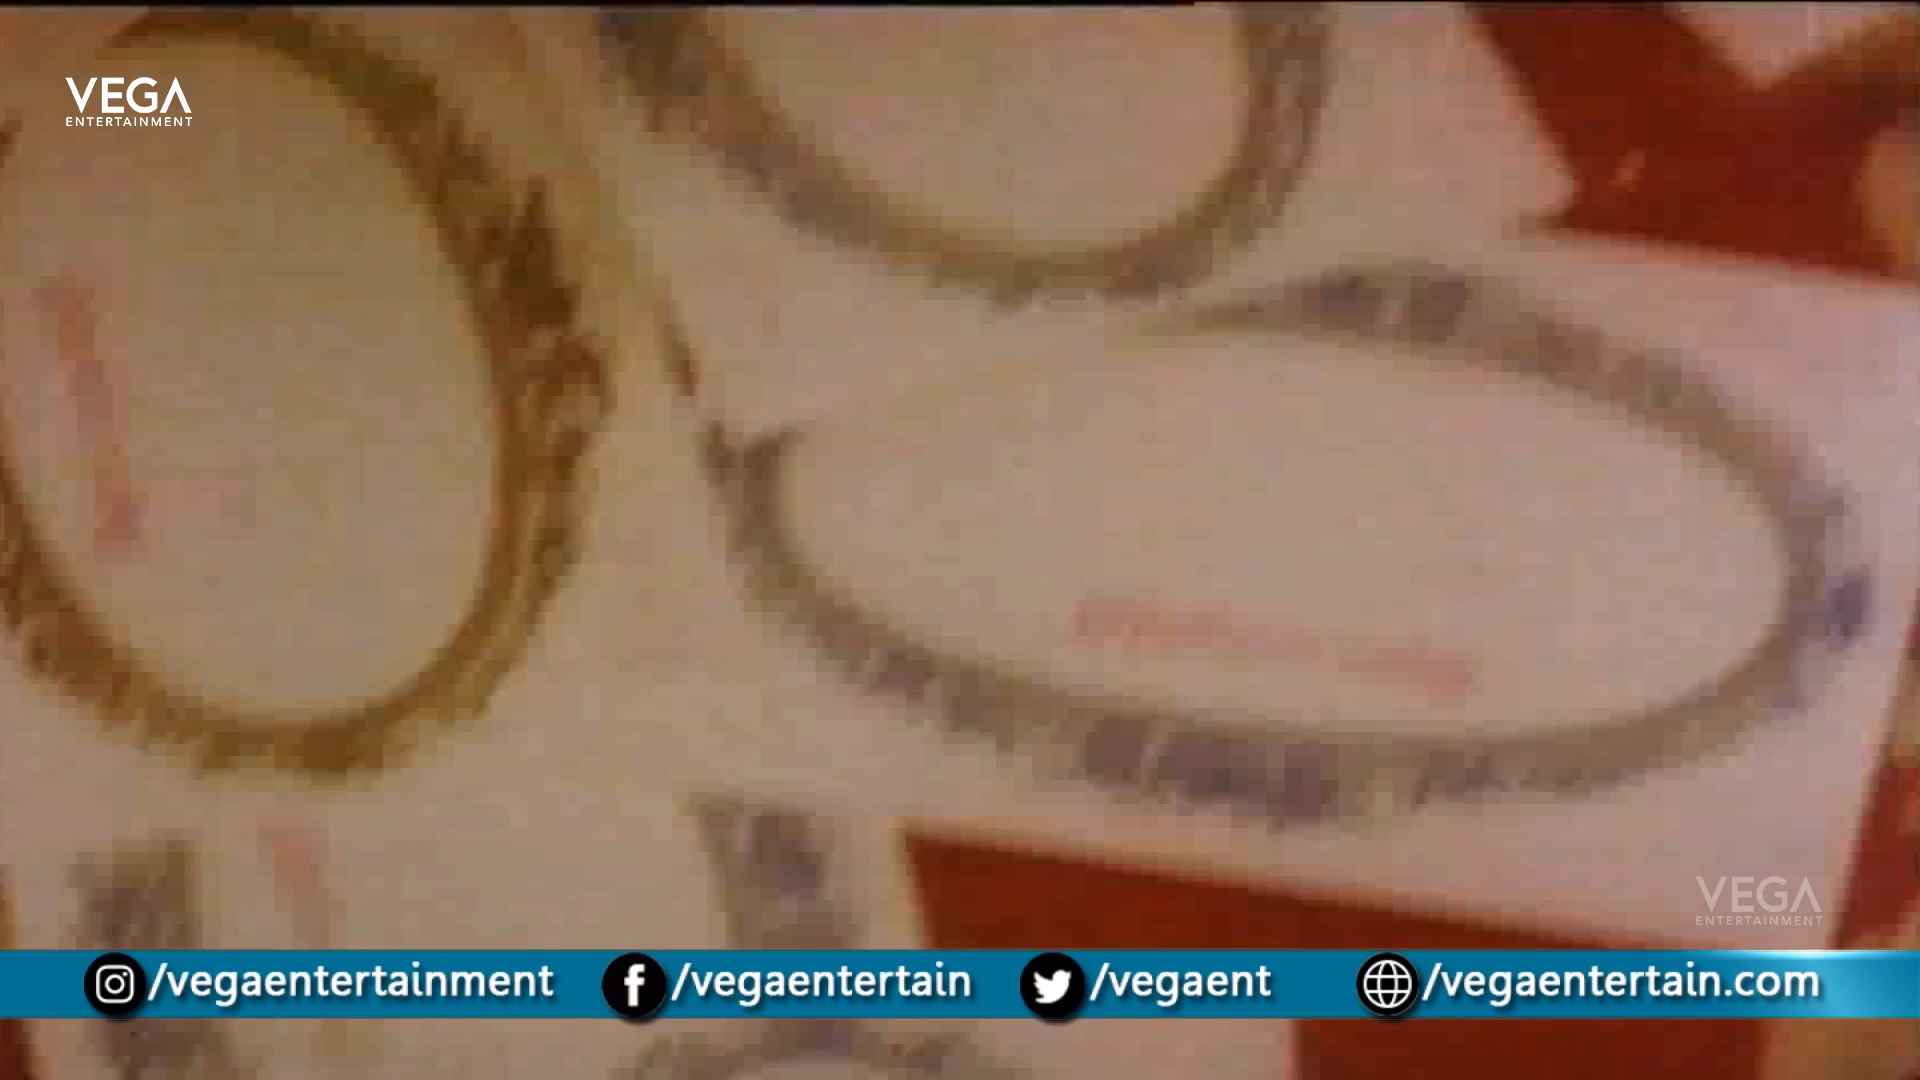 VEGA
ENTERTAINMENT
VEGA
ENTERTAINMENT
/vegaentertainment /vegaentertain /vegaent /vegaentertain.com